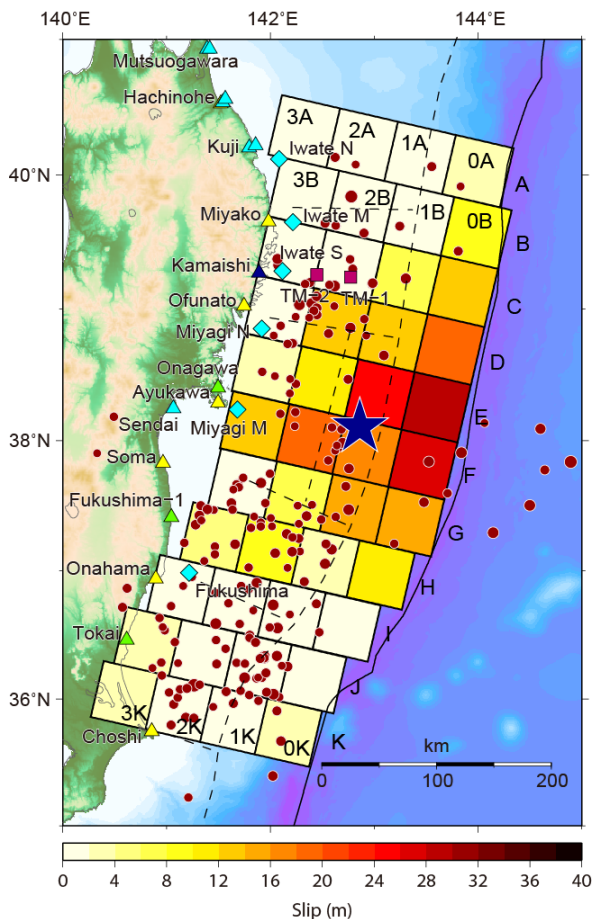 140°E 142°E 144°E
Mutsuogawara
Hachinohe
3A
2A
1A
0A
Kuji
40°N
Iwate N
A
3B
2B
1B
0B
Miyako
Iwate M
B
Iwate S
Kamaishi
TM-2 TM-1
C
Ofunato
Miyagi N
D
Onagawa
Ayukawa
E
38°N
Sendai
Miyagi M
Soma
F
Fukushima-1
G
Onahama
Fukushima
H
I
Tokai
J
36°N
3K
2K
1K
0K
K
Choshi
km
0 100 200
0 4 8 12 16 20 24 28 32 36 40
Slip (m)